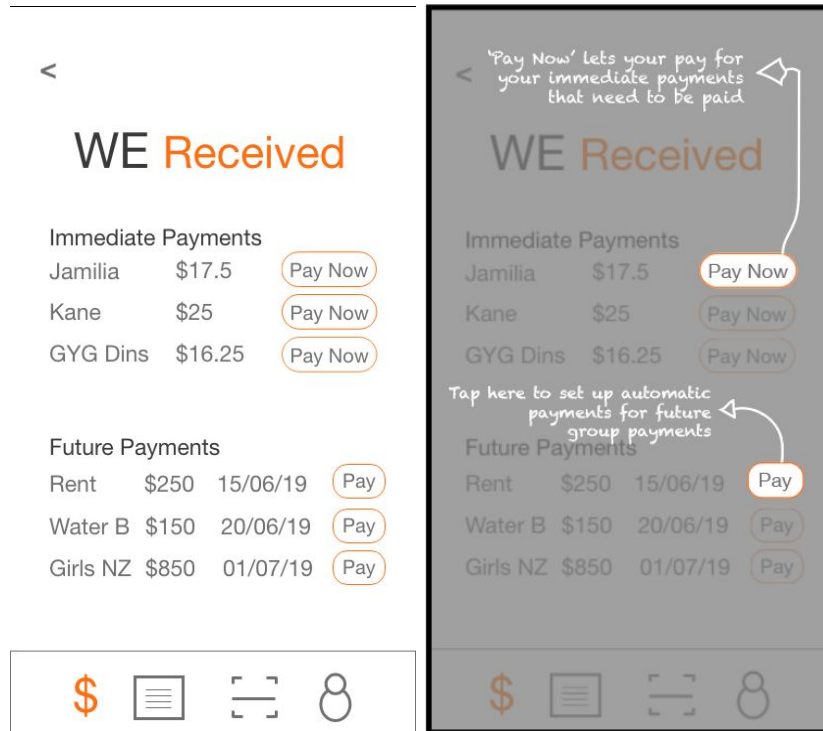 <
WE Received
Immediate Payments
Jamilia $17.5 Pay Now
Kane $25 Pay Now
GYG Dins $16.25 Pay Now
Future Payments
Rent $250 15/06/19 Pay
Water B $150 20/06/19 Pay
Girls NZ $850 01/07/19 Pay
$
'Pay Now' lets your pay for
< your immediate payments
that need to be paid
WE Received
Immediate Payments
Jamilia $17.5 Pay Now
Kane $25 Pay Now
GYG Dins $16.25 Pay Now
Tap here to set up automatic
payments for future
group payments
Future Payments
Rent $250 15/06/19 Pay
Water B $150 20/06/19 Pay
Girls NZ $850 01/07/19 Pay
$